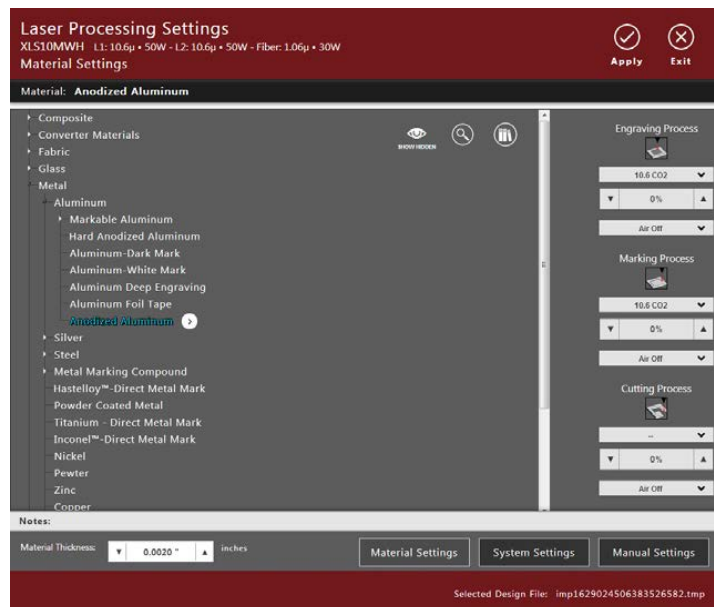 Laser Processing Settings
XLS10MWH L1: 10.6µ • 50W - L2: 10.6µ • 50W - Fiber: 1.06µ • 30W
Material Settings
Apply Exit
Material: Anodized Aluminum
Composite
Converter Materials
Fabric
Glass
Metal
Aluminum
Markable Aluminum
Hard Anodized Aluminum
Aluminum-Dark Mark
Aluminum-White Mark
Aluminum Deep Engraving
Aluminum Foil Tape
Anodized Aluminum
Silver
Steel
Metal Marking Compound
Hastelloy™-Direct Metal Mark
Powder Coated Metal
Titanium - Direct Metal Mark
Inconel™-Direct Metal Mark
Nickel
Pewter
Zinc
Copper
SHOW HIDDEN
Engraving Process
10.6 CO2
0%
Air Off
Marking Process
10.6 CO2
0%
Air Off
Cutting Process
--
0%
Air Off
Notes:
Material Thickness: 0.0020 " inches
Material Settings System Settings Manual Settings
Selected Design File: imp1629024506383526582.tmp